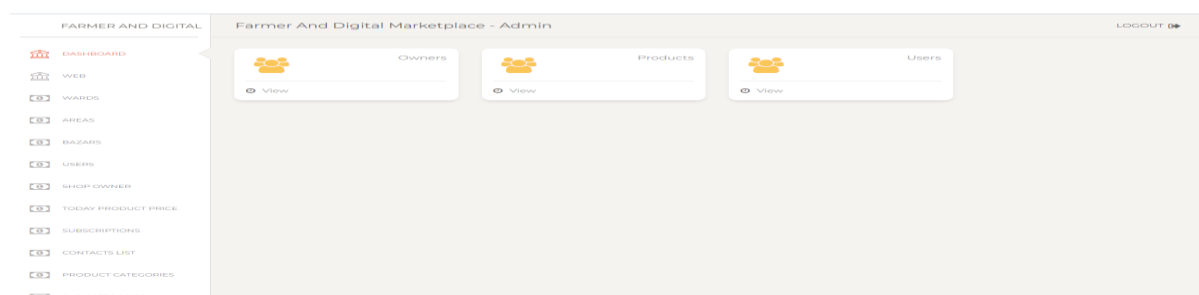 FARMER AND DIGITAL
Farmer And Digital Marketplace - Admin
LOGOUT
DASHBOARD
WEB
WARDS
AREAS
BAZARS
USERS
SHOP OWNER
TODAY PRODUCT PRICE
SUBSCRIPTIONS
CONTACTS LIST
PRODUCT CATEGORIES
Owners
View
Products
View
Users
View